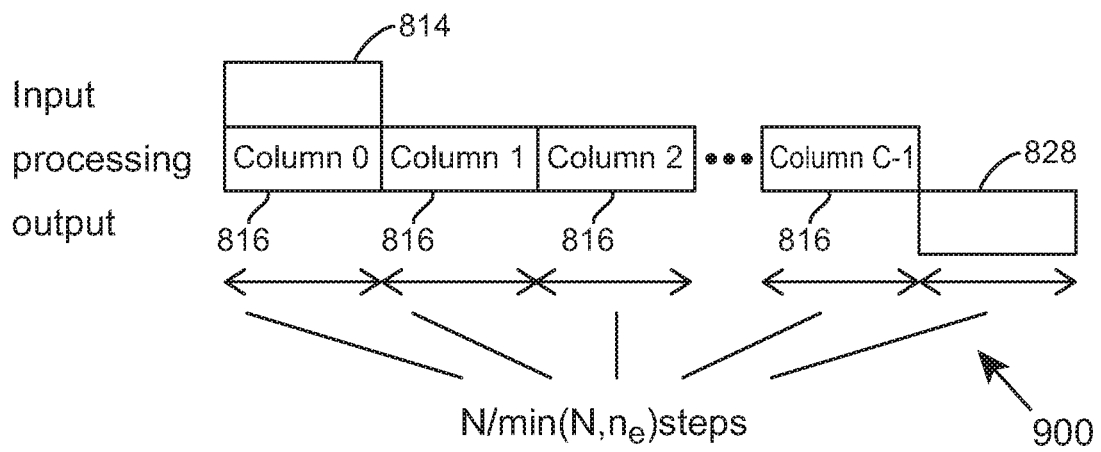 814
Input
processing Column 0 Column 1 Column 2 ●●● Column C-1 828
output 816 816 816 816
N/min(N,nₑ)steps
900